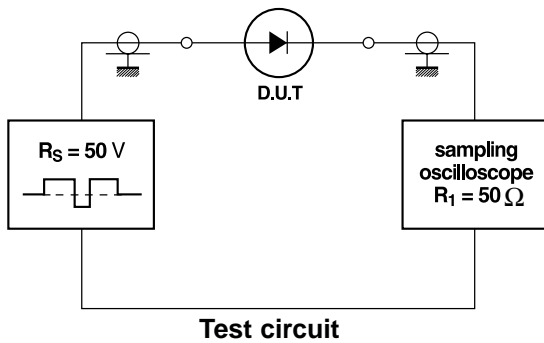 D.U.T
R_S = 50 V
sampling
oscilloscope
R_1 = 50 Ω
Test circuit